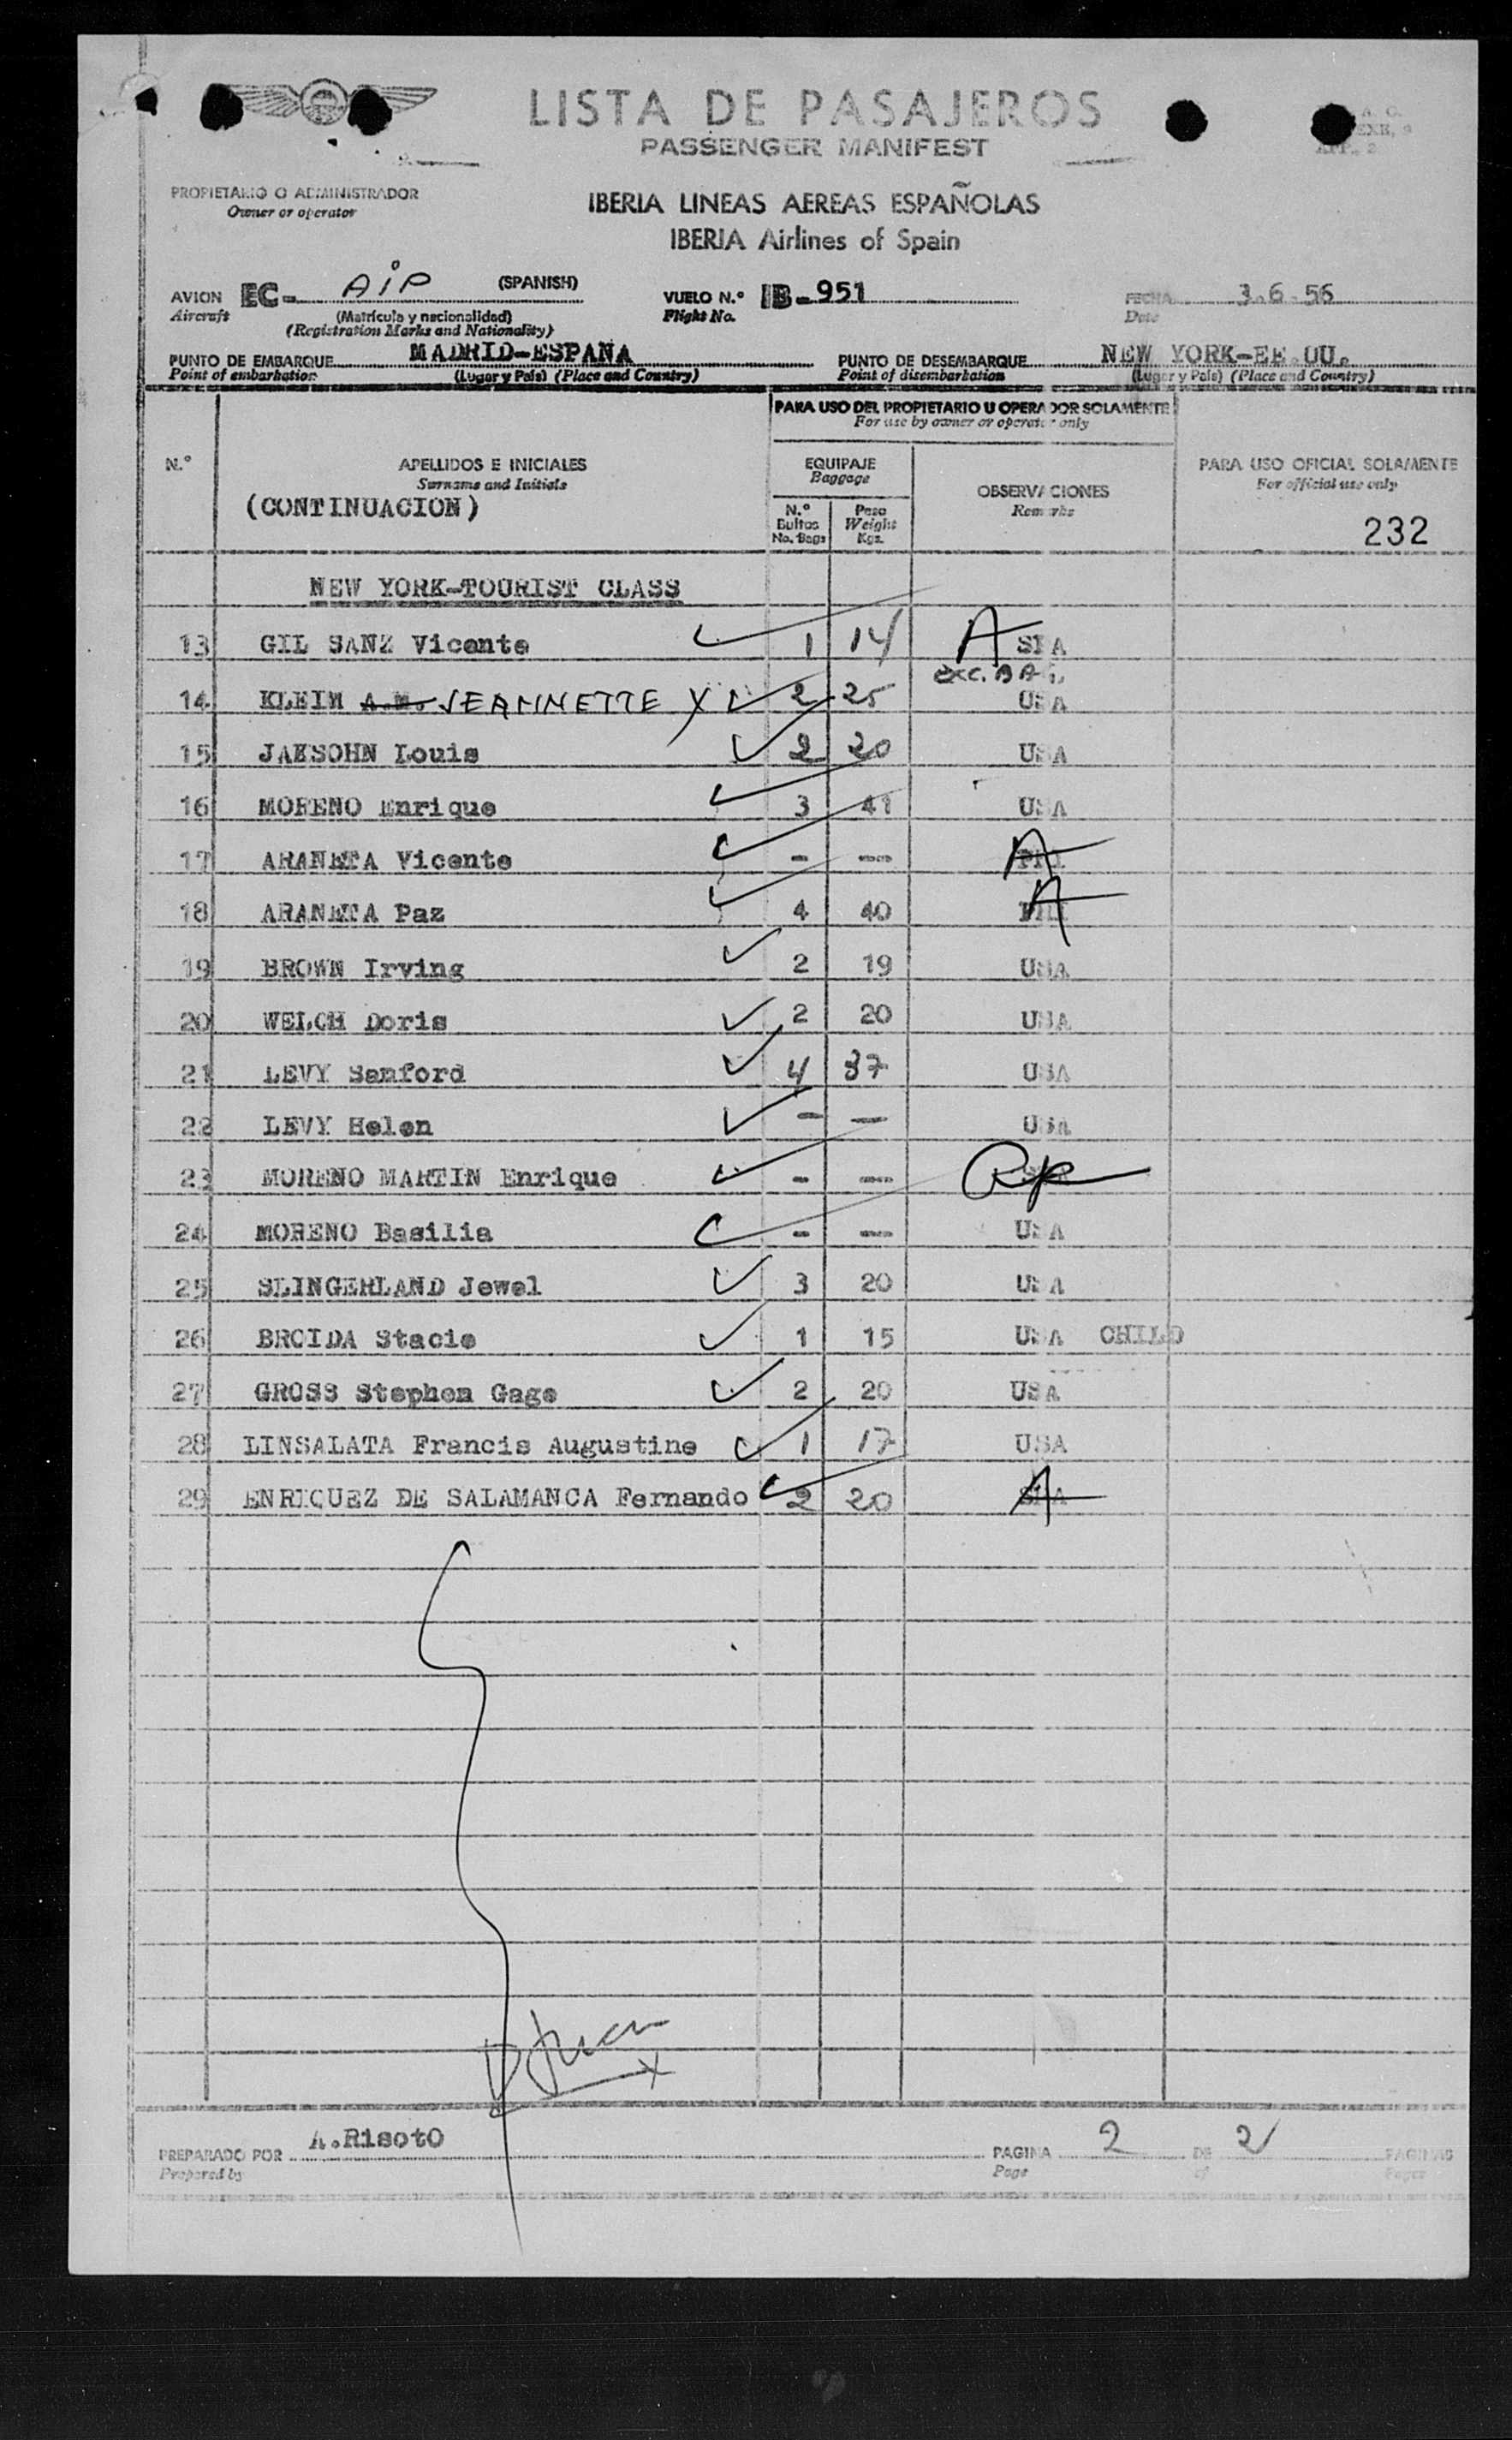 LISTA DE PASAJEROS
PASSENGER MANIFEST
PROPIETARIO O ADMINISTRADOR
Owner or operator
IBERIA LINEAS AEREAS ESPAÑOLAS
IBERIA Airlines of Spain
AVION EC- AiP (SPANISH) VUELO N.º IB-951 FECHA 3.6.56
Aircraft (Matrícula y nacionalidad) Flight No. Date
(Registration Marks and Nationality)
PUNTO DE EMBARQUE MADRID-ESPAÑA PUNTO DE DESEMBARQUE NEW YORK-EE.UU.
Point of embarkation (Lugar y País) (Place and Country) Point of disembarkation (Lugar y País) (Place and Country)
PARA USO DEL PROPIETARIO U OPERADOR SOLAMENTE
For use by owner or operator only
N.º APELLIDOS E INICIALES EQUIPAJE PARA USO OFICIAL SOLAMENTE
Surname and Initials Baggage OBSERVACIONES For official use only
(CONTINUACION) N.º Bultos Peso Remarks
No. Bags Weight Kgs. 232
NEW YORK-TOURIST CLASS
13 GIL SANZ Vicente 1 14 A SPA
exc. BAG.
14 KLEIM A.M. JEANNETTE X 2 25 USA
15 JAKSOHN Louis 2 20 USA
16 MORENO Enrique 3 41 USA
17 ARANETA Vicente - -- A
18 ARANETA Paz 4 40 A
19 BROWN Irving 2 19 USA
20 WELCH Doris 2 20 USA
21 LEVY Sanford 4 37 USA
22 LEVY Helen - - USA
23 MORENO MARTIN Enrique - --
24 MORENO Basilia - -- USA
25 SLINGERLAND Jewel 3 20 USA
26 BROIDA Stacie 1 15 USA CHILD
27 GROSS Stephen Gage 2 20 USA
28 LINSALATA Francis Augustine 1 17 USA
29 ENRIQUEZ DE SALAMANCA Fernando 2 20 A
PREPARADO POR A.RisotO PAGINA 2 DE 2 PAGINAS
Prepared by Page of Pages